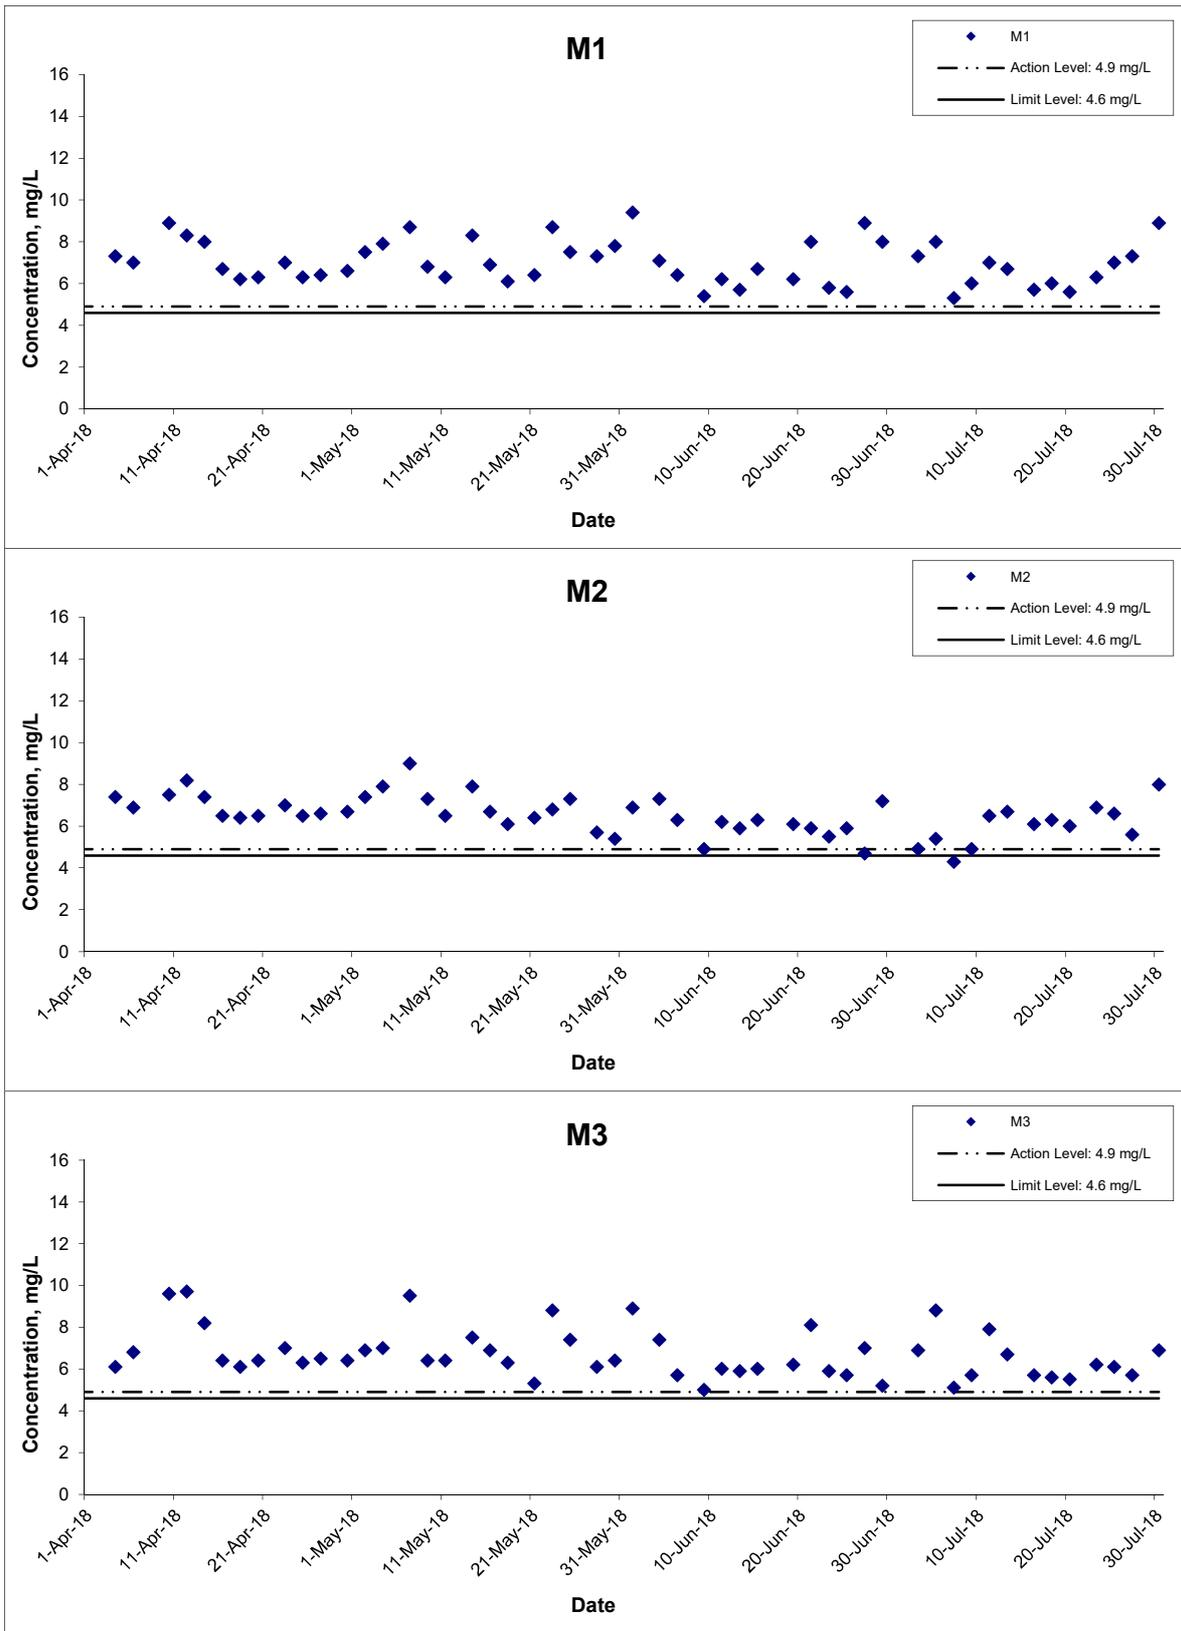 M1
M1
Action Level: 4.9 mg/L
Limit Level: 4.6 mg/L
Concentration, mg/L
16
14
12
10
8
6
4
2
0
1-Apr-18
11-Apr-18
21-Apr-18
1-May-18
11-May-18
21-May-18
31-May-18
10-Jun-18
20-Jun-18
30-Jun-18
10-Jul-18
20-Jul-18
30-Jul-18
Date
M2
M2
Action Level: 4.9 mg/L
Limit Level: 4.6 mg/L
Concentration, mg/L
16
14
12
10
8
6
4
2
0
1-Apr-18
11-Apr-18
21-Apr-18
1-May-18
11-May-18
21-May-18
31-May-18
10-Jun-18
20-Jun-18
30-Jun-18
10-Jul-18
20-Jul-18
30-Jul-18
Date
M3
M3
Action Level: 4.9 mg/L
Limit Level: 4.6 mg/L
Concentration, mg/L
16
14
12
10
8
6
4
2
0
1-Apr-18
11-Apr-18
21-Apr-18
1-May-18
11-May-18
21-May-18
31-May-18
10-Jun-18
20-Jun-18
30-Jun-18
10-Jul-18
20-Jul-18
30-Jul-18
Date